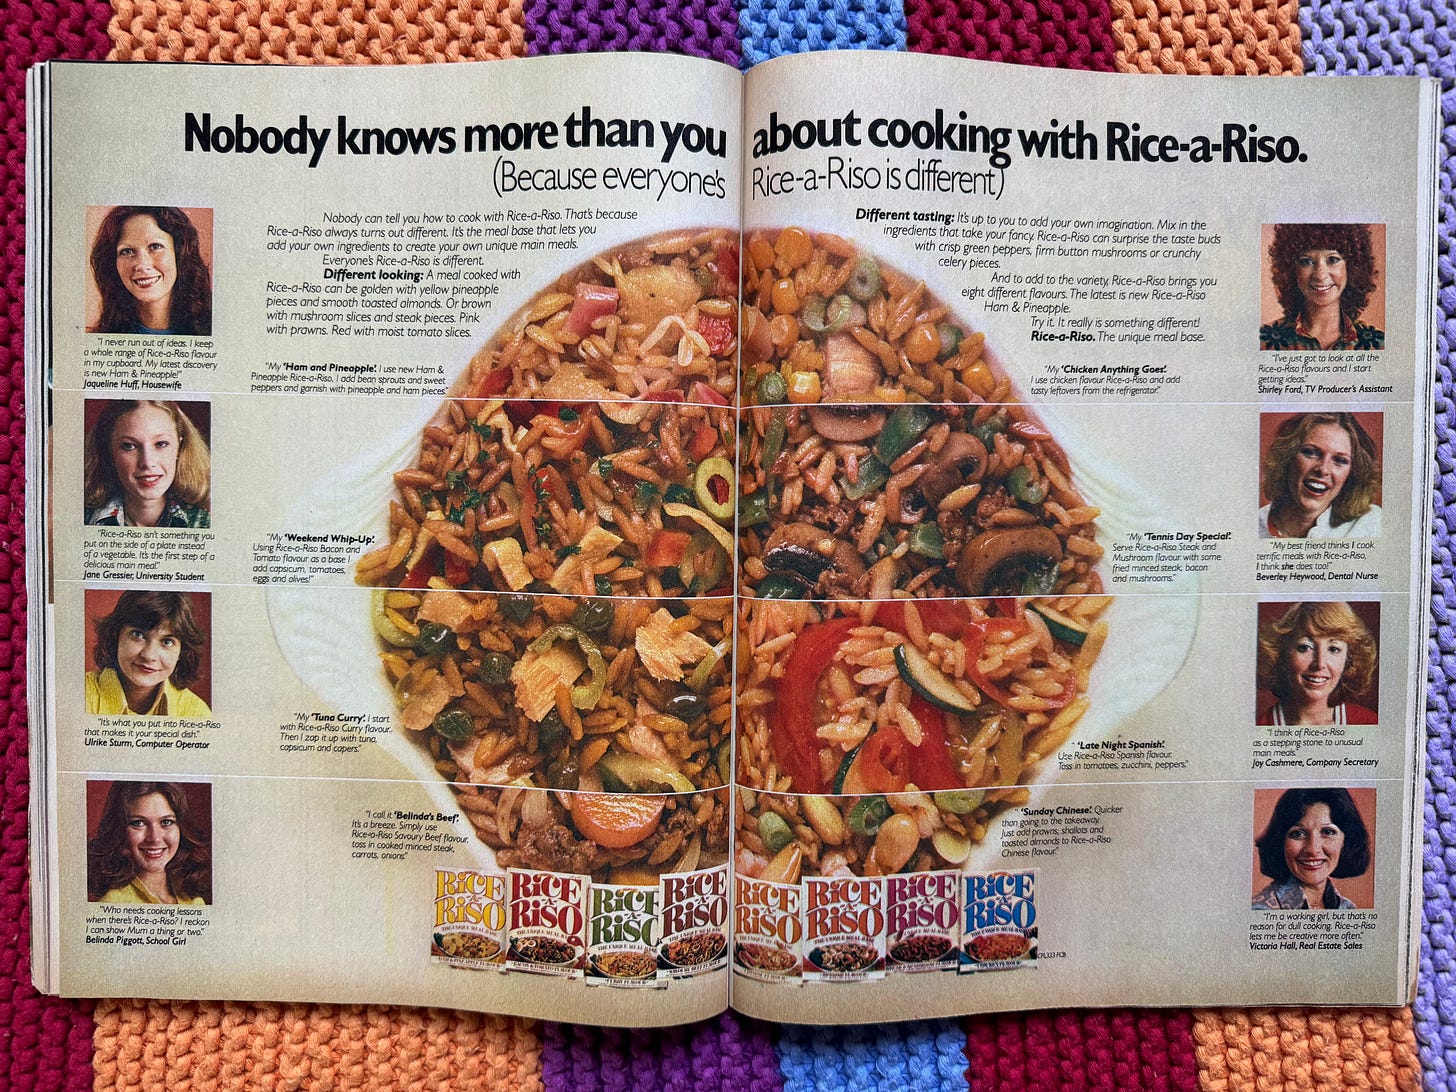 Nobody knows more than you about cooking with Rice-a-Riso.
(Because everyone's Rice-a-Riso is different)
Nobody can tell you how to cook with Rice-a-Riso. That's because
Rice-a-Riso always turns out different. It's the meal base that lets you
add your own ingredients to create your own unique main meals.
Everyone's Rice-a-Riso is different.
Different looking: A meal cooked with
Rice-a-Riso can be golden with yellow pineapple
pieces and smooth toasted almonds. Or brown
with mushroom slices and steak pieces. Pink
with prawns. Red with moist tomato slices.
Different tasting: It's up to you to add your own imagination. Mix in the
ingredients that take your fancy. Rice-a-Riso can surprise the taste buds
with crisp green peppers, firm button mushrooms or crunchy
celery pieces.
And to add to the variety, Rice-a-Riso brings you
eight different flavours. The latest is new Rice-a-Riso
Ham & Pineapple.
Try it. It really is something different!
Rice-a-Riso. The unique meal base.
"I never run out of ideas. I keep
a whole range of Rice-a-Riso flavour
in my cupboard. My latest discovery
is new Ham & Pineapple!"
Jaqueline Huff, Housewife
"My 'Ham and Pineapple'. I use new Ham &
Pineapple Rice-a-Riso, I add bean sprouts and sweet
peppers and garnish with pineapple and ham pieces."
"My 'Chicken Anything Goes'.
I use chicken flavour Rice-a-Riso and add
tasty leftovers from the refrigerator."
"I've just got to look at all the
Rice-a-Riso flavours and I start
getting ideas."
Shirley Ford, TV Producer's Assistant
"Rice-a-Riso isn't something you
put on the side of a plate instead
of a vegetable. It's the first step of a
delicious main meal."
Jane Gressier, University Student
"My 'Weekend Whip-Up'.
Using Rice-a-Riso Bacon and
Tomato flavour as a base I
add capsicum, tomatoes,
eggs and olives!"
"My 'Tennis Day Special'.
Serve Rice-a-Riso Steak and
Mushroom flavour with some
fried minced steak, bacon
and mushrooms."
"My best friend thinks I cook
terrific meals with Rice-a-Riso,
I think she does too!"
Beverley Heywood, Dental Nurse
"It's what you put into Rice-a-Riso
that makes it your special dish."
Ulrike Sturm, Computer Operator
"My 'Tuna Curry'. I start
with Rice-a-Riso Curry flavour.
Then I zap it up with tuna,
capsicum and capers."
"'Late Night Spanish'.
Use Rice-a-Riso Spanish flavour.
Toss in tomatoes, zucchini, peppers."
"I think of Rice-a-Riso
as a stepping stone to unusual
main meals."
Joy Cashmere, Company Secretary
"Who needs cooking lessons
when there's Rice-a-Riso? I reckon
I can show Mum a thing or two."
Belinda Piggott, School Girl
"I call it 'Belinda's Beef'.
It's a breeze. Simply use
Rice-a-Riso Savoury Beef flavour,
toss in cooked minced steak,
carrots, onions."
"'Sunday Chinese'. Quicker
than going to the takeaway.
Just add prawns, shallots and
toasted almonds to Rice-a-Riso
Chinese flavour."
"I'm a working girl, but that's no
reason for dull cooking. Rice-a-Riso
lets me be creative more often."
Victoria Hall, Real Estate Sales
RiCE A RiSO
RiCE A RiSO
RiCE A RiSO
RiCE A RiSO
RiCE A RiSO
RiCE A RiSO
RiCE A RiSO
RiCE A RiSO
THE UNIQUE MEAL BASE